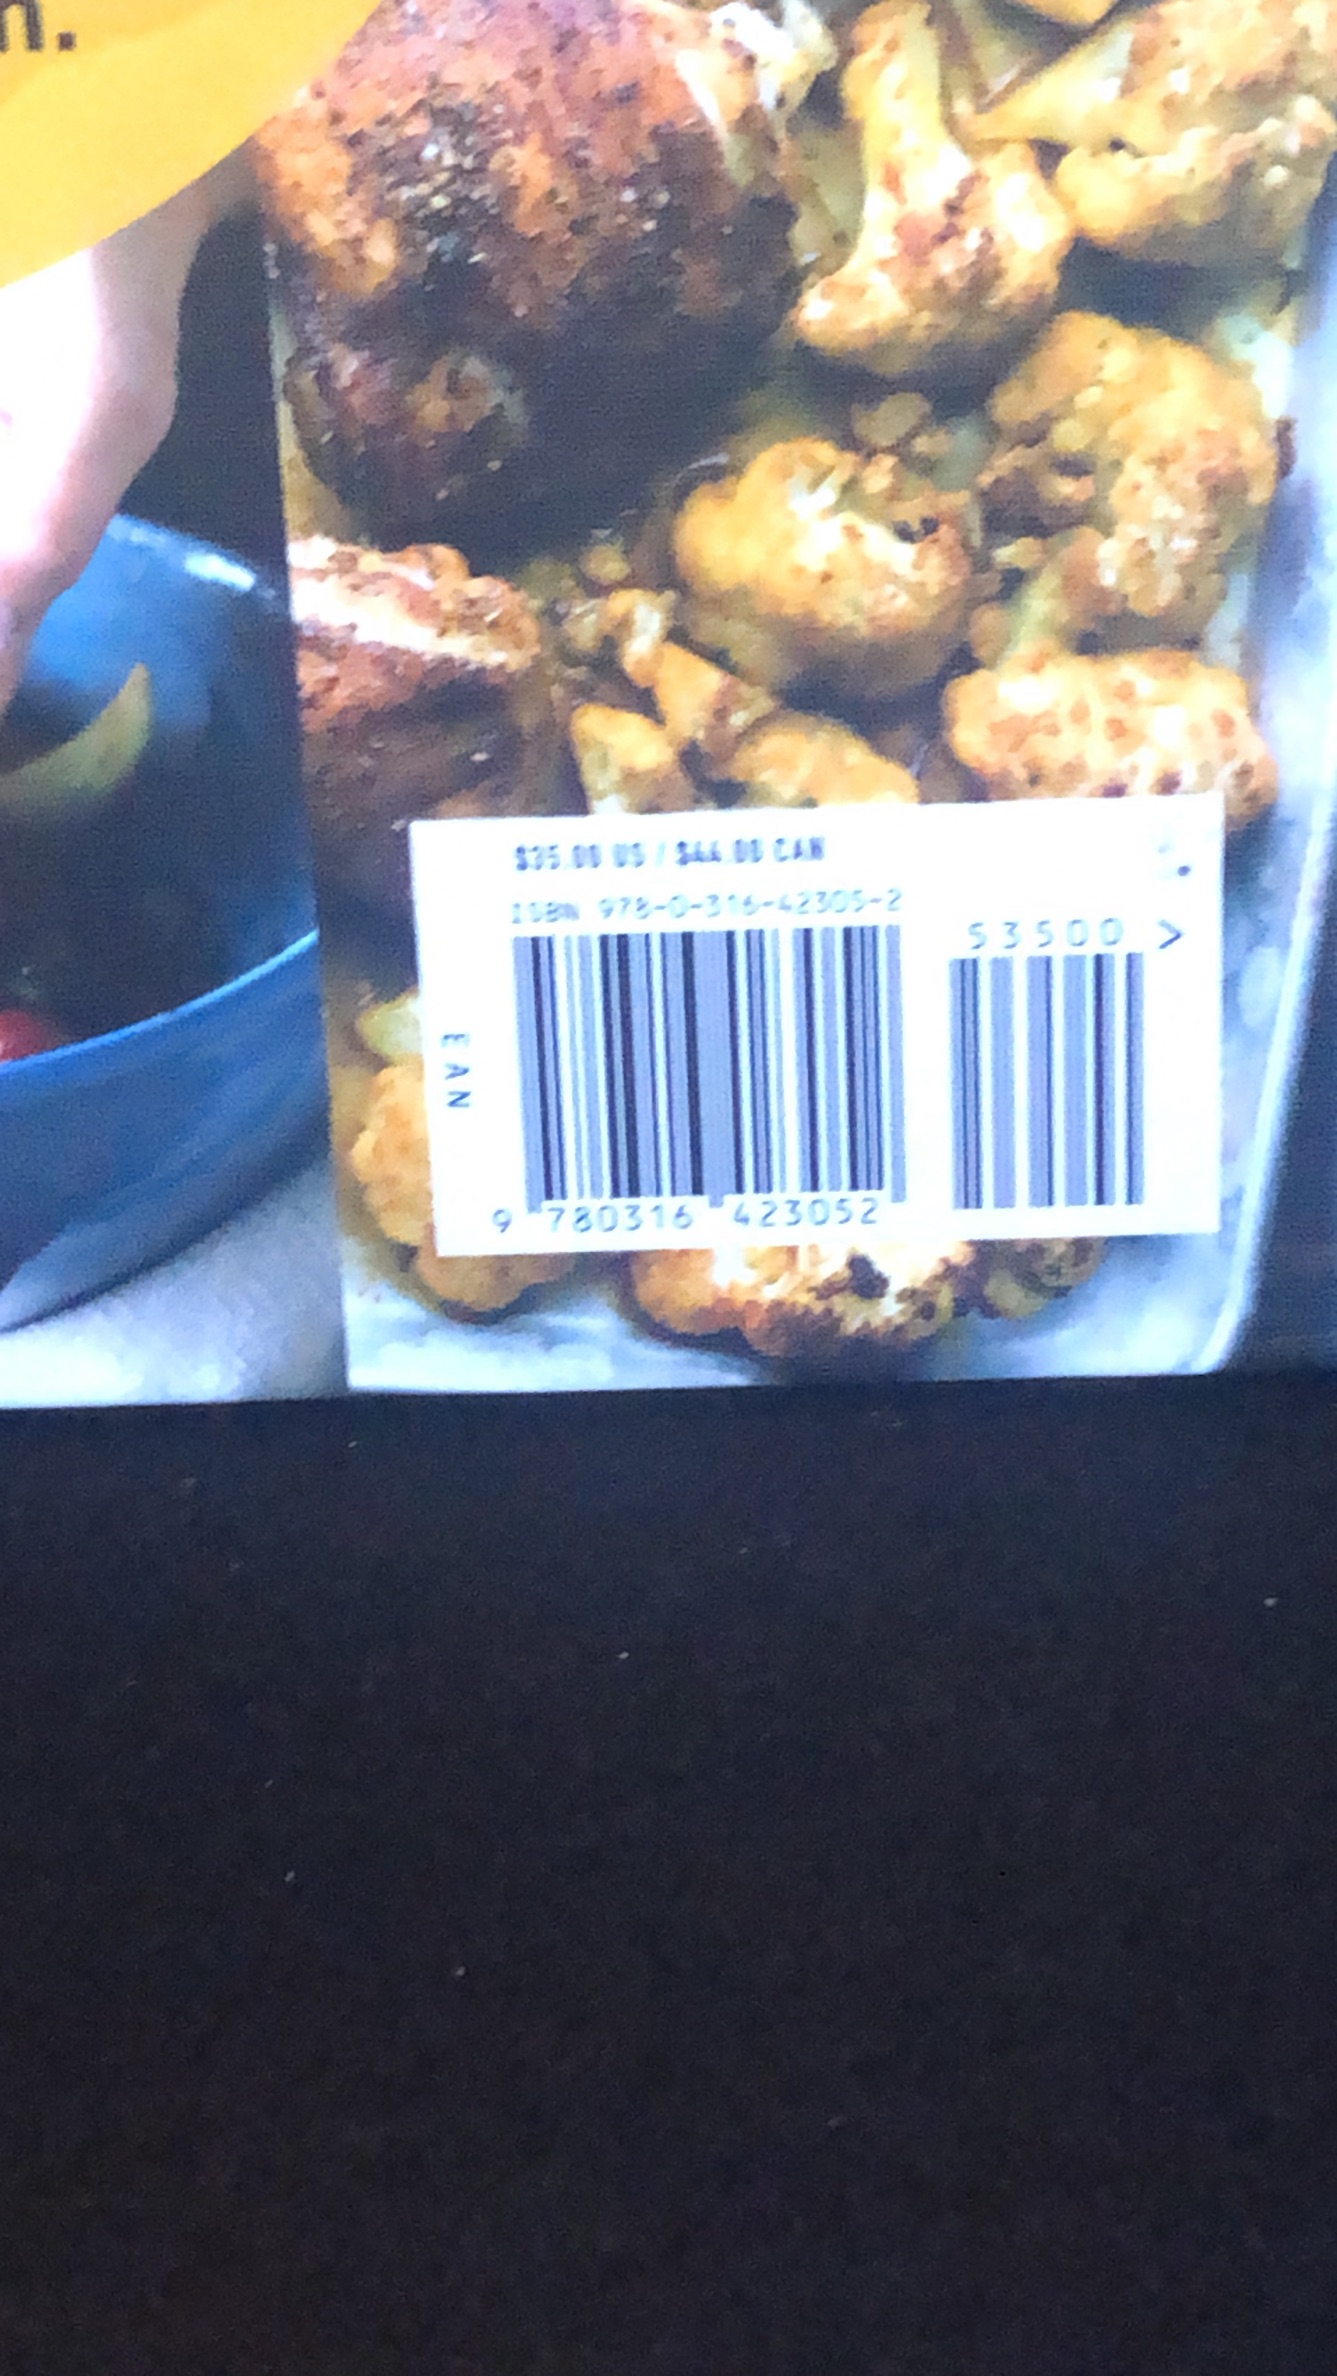 n.
$35.00 US / $44.00 CAN
ISBN 978-0-316-42305-2
53500 >
EAN
9 780316 423052